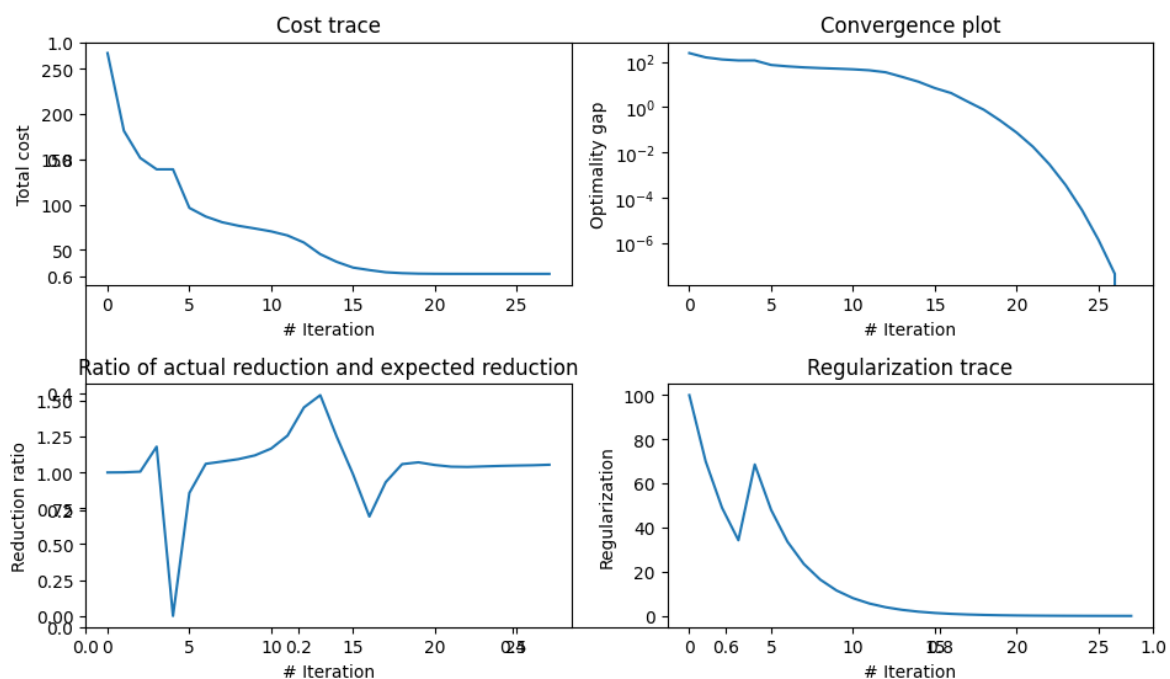 Cost trace
Convergence plot
1.0
250
200
150
0.8
100
50
0.6
Total cost
0 5 10 15 20 25
# Iteration
10²
10⁰
10⁻²
10⁻⁴
10⁻⁶
Optimality gap
0 5 10 15 20 25
# Iteration
Ratio of actual reduction and expected reduction
Regularization trace
0.4
1.50
1.25
1.00
0.75
0.2
0.50
0.25
0.00
0.0
Reduction ratio
0.0 0 5 10 0.2 15 20 25 0.4
# Iteration
100
80
60
40
20
0
Regularization
0 0.6 5 10 15 0.8 20 25 1.0
# Iteration